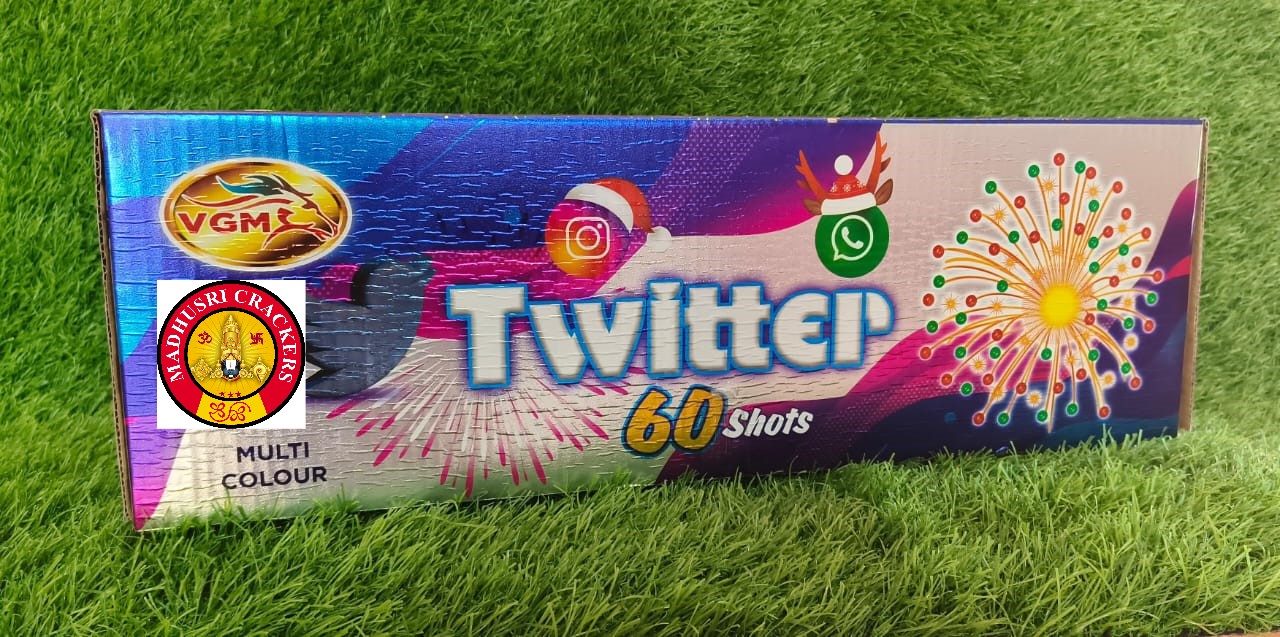 VGM
MADHUSRI CRACKERS
ॐ
Twitter
60 Shots
MULTI
COLOUR